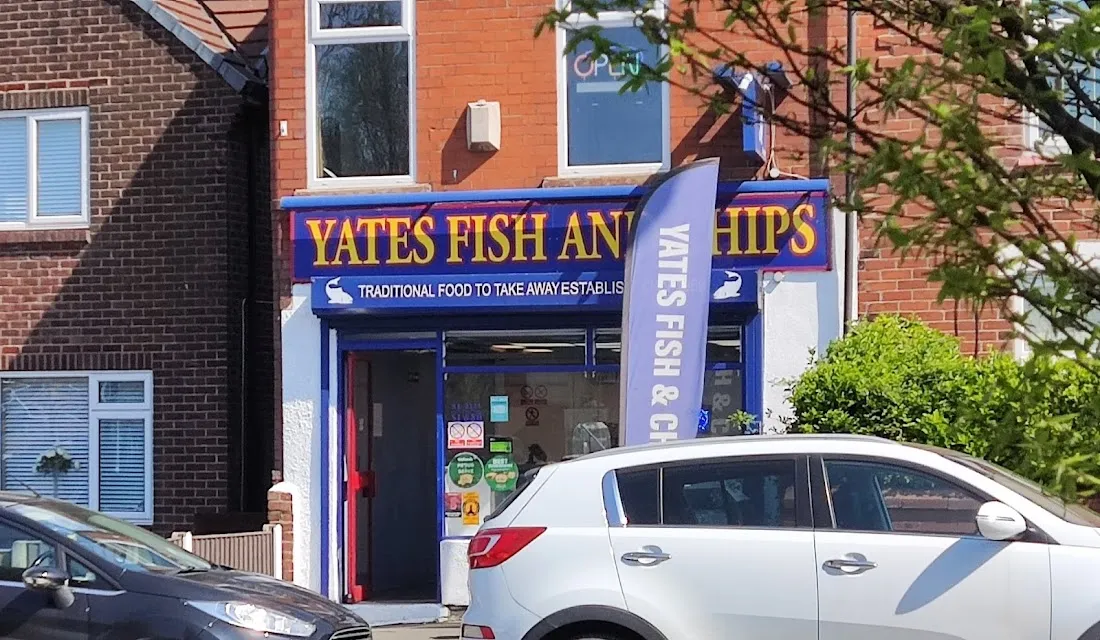 OPEN
YATES FISH AN HIPS
TRADITIONAL FOOD TO TAKE AWAY ESTABLIS
YATES FISH & CH